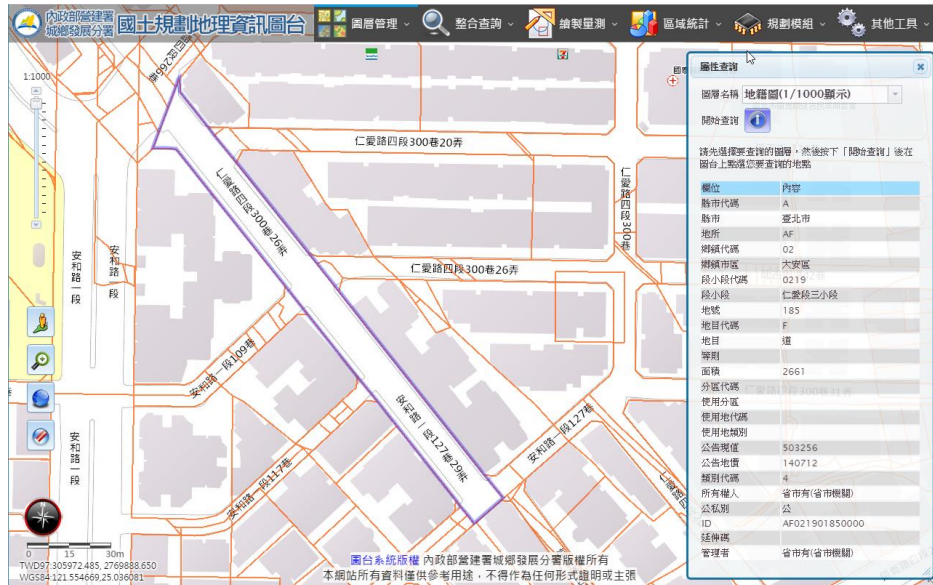 內政部營建署
城鄉發展分署
國土規劃地理資訊圖台
圖層管理
整合查詢
繪製量測
區域統計
規劃模組
其他工具
1:1000
仁愛路四段300巷20弄
仁愛路四段300巷26弄
仁愛路四段300巷
仁愛路四段300巷26弄
安和路一段
安和路一段
安和路一段109巷
安和路一段127巷29弄
安和路一段127巷
安和路一段117巷
安和路一段
0 15 30m
TWD97:305972.485, 2769888.650
WGS84:121.554669,25.036081
圖台系統版權 內政部營建署城鄉發展分署版權所有
本網站所有資料僅供參考用途，不得作為任何形式證明或主張
屬性查詢
圖層名稱 地籍圖(1/1000顯示)
開始查詢
請先選擇要查詢的圖層，然後按下「開始查詢」後在
圖台上點選您要查詢的地點
欄位 內容
縣市代碼 A
縣市 臺北市
地所 AF
鄉鎮代碼 02
鄉鎮市區 大安區
段小段代碼 0219
段小段 仁愛段三小段
地號 185
地目代碼 F
地目 道
等則
面積 2661
分區代碼
使用分區
使用地代碼
使用地類別
公告現值 503256
公告地價 140712
類別代碼 4
所有權人 省市有(省市機關)
公私別 公
ID AF021901850000
延伸碼
管理者 省市有(省市機關)